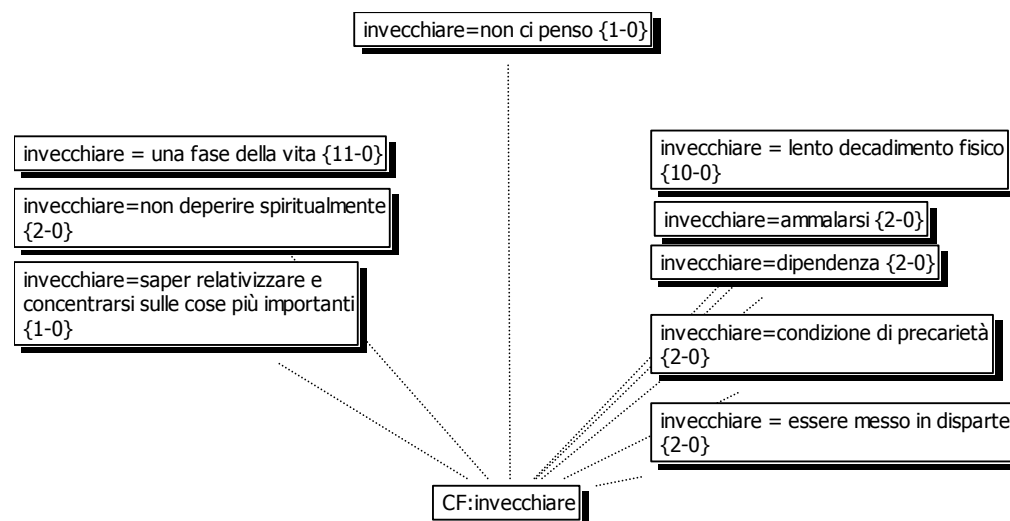 invecchiare=non ci penso {1-0}
invecchiare = una fase della vita {11-0}
invecchiare=non deperire spiritualmente
{2-0}
invecchiare=saper relativizzare e
concentrarsi sulle cose più importanti
{1-0}
invecchiare = lento decadimento fisico
{10-0}
invecchiare=ammalarsi {2-0}
invecchiare=dipendenza {2-0}
invecchiare=condizione di precarietà
{2-0}
invecchiare = essere messo in disparte
{2-0}
CF:invecchiare